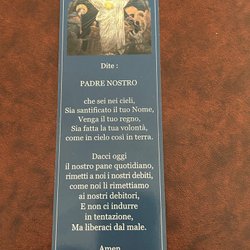 Dite :
PADRE NOSTRO
che sei nei cieli,
Sia santificato il tuo Nome,
Venga il tuo regno,
Sia fatta la tua volontà,
come in cielo così in terra.
Dacci oggi
il nostro pane quotidiano,
rimetti a noi i nostri debiti,
come noi li rimettiamo
ai nostri debitori,
E non ci indurre
in tentazione,
Ma liberaci dal male.
Amen